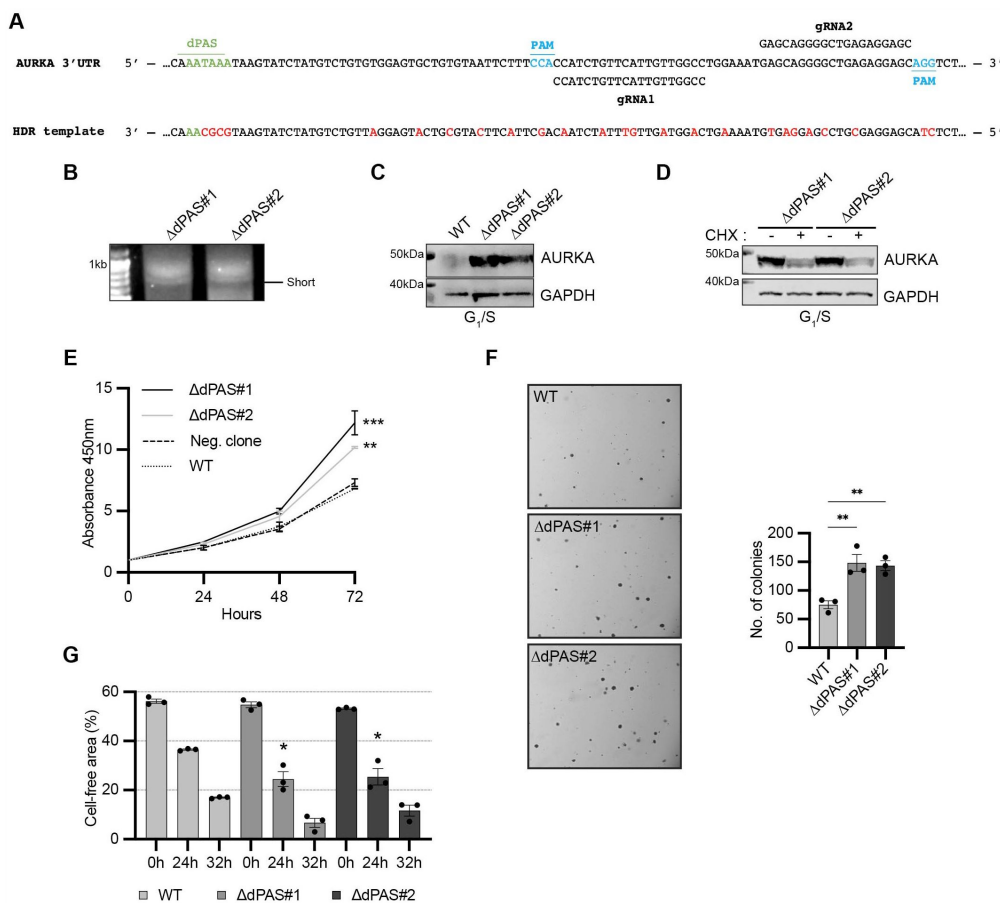 A
gRNA2
dPAS
PAM
GAGCAGGGGCTGAGAGGAGC
AURKA 3’UTR 5’ – …CAAATAAATAAGTATCTATGTCTGTGTGGAGTGCTGTGTAATTCTTTCCACCATCTGTTCATTGTTGGCCTGGAAATGAGCAGGGGCTGAGAGGAGCAGGTCT… – 3’
CCATCTGTTCATTGTTGGCC
PAM
gRNA1
HDR template 3’ – …CAAACGCGTAAGTATCTATGTCTGTTAGGAGTACTGCGTACTTCATTCGACAATCTATTTGTTGATGGACTGAAAATGTGAGGAGCCTGCGAGGAGCATCTCT… – 5’
B
C
D
ΔdPAS#1
ΔdPAS#2
1kb
Short
WT
ΔdPAS#1
ΔdPAS#2
50kDa
AURKA
40kDa
GAPDH
G1/S
ΔdPAS#1
ΔdPAS#2
CHX : - + - +
50kDa
AURKA
40kDa
GAPDH
G1/S
E
F
15
10
5
0
Absorbance 450nm
ΔdPAS#1
ΔdPAS#2
Neg. clone
WT
***
**
0 24 48 72
Hours
WT
ΔdPAS#1
ΔdPAS#2
**
**
200
150
100
50
0
No. of colonies
WT
ΔdPAS#1
ΔdPAS#2
G
60
40
20
0
Cell-free area (%)
* *
0h 24h 32h 0h 24h 32h 0h 24h 32h
WT ΔdPAS#1 ΔdPAS#2